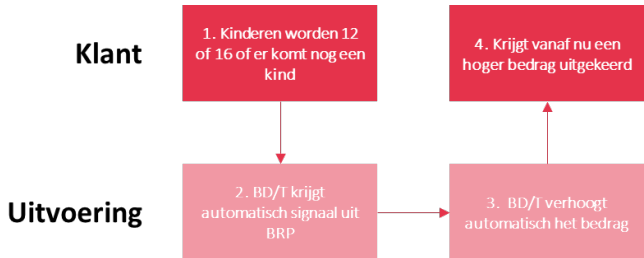 Klant
1. Kinderen worden 12
of 16 of er komt nog een
kind
4. Krijgt vanaf nu een
hoger bedrag uitgekeerd
Uitvoering
2. BD/T krijgt
automatisch signaal uit
BRP
3. BD/T verhoogt
automatisch het bedrag